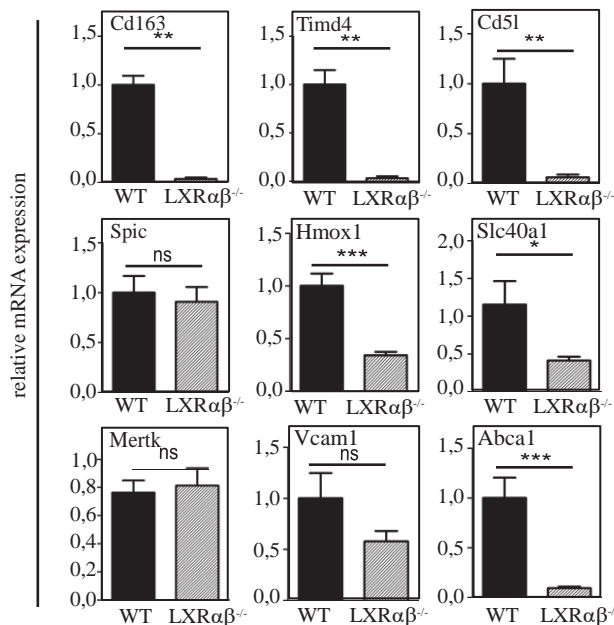 relative mRNA expression
Cd163
**
1,5
1,0
0,5
0,0
WT LXRαβ-/-
Timd4
**
1,5
1,0
0,5
0,0
WT LXRαβ-/-
Cd5l
**
1,5
1,0
0,5
0,0
WT LXRαβ-/-
Spic
ns
1,5
1,0
0,5
0,0
WT LXRαβ-/-
Hmox1
***
1,5
1,0
0,5
0,0
WT LXRαβ-/-
Slc40a1
*
2,0
1,5
1,0
0,5
0,0
WT LXRαβ-/-
Mertk
ns
1,0
0,8
0,6
0,4
0,2
0,0
WT LXRαβ-/-
Vcam1
ns
1,5
1,0
0,5
0,0
WT LXRαβ-/-
Abca1
***
1,5
1,0
0,5
0,0
WT LXRαβ-/-